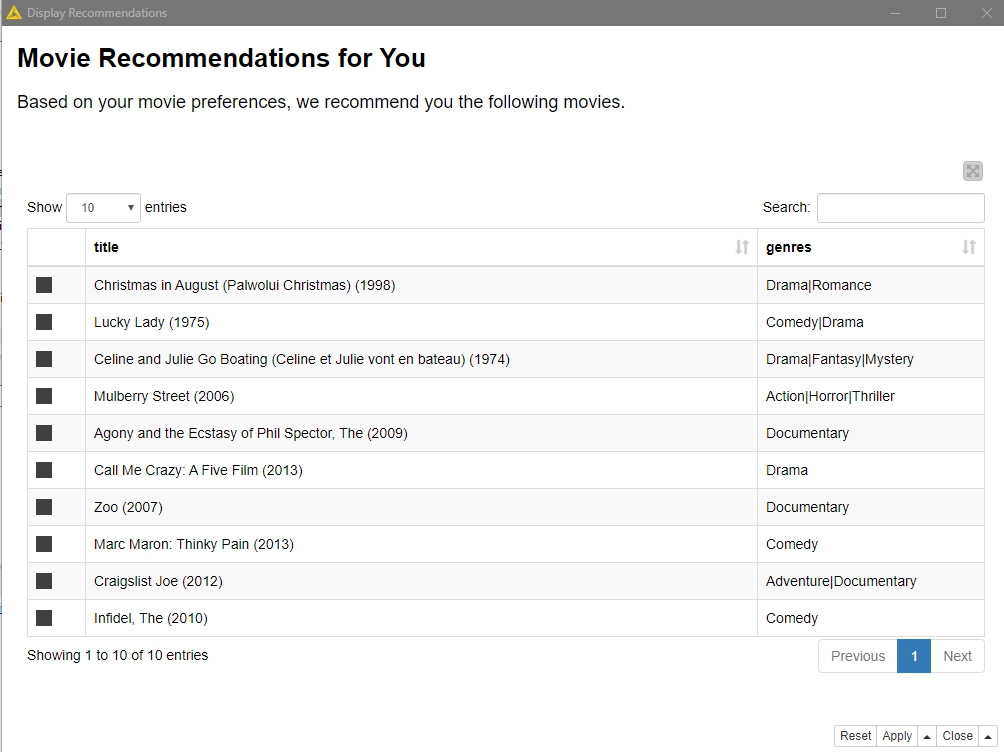 Display Recommendations
Movie Recommendations for You
Based on your movie preferences, we recommend you the following movies.
Show 10 entries Search:
title genres
Christmas in August (Palwolui Christmas) (1998) Drama|Romance
Lucky Lady (1975) Comedy|Drama
Celine and Julie Go Boating (Celine et Julie vont en bateau) (1974) Drama|Fantasy|Mystery
Mulberry Street (2006) Action|Horror|Thriller
Agony and the Ecstasy of Phil Spector, The (2009) Documentary
Call Me Crazy: A Five Film (2013) Drama
Zoo (2007) Documentary
Marc Maron: Thinky Pain (2013) Comedy
Craigslist Joe (2012) Adventure|Documentary
Infidel, The (2010) Comedy
Showing 1 to 10 of 10 entries Previous 1 Next
Reset Apply Close